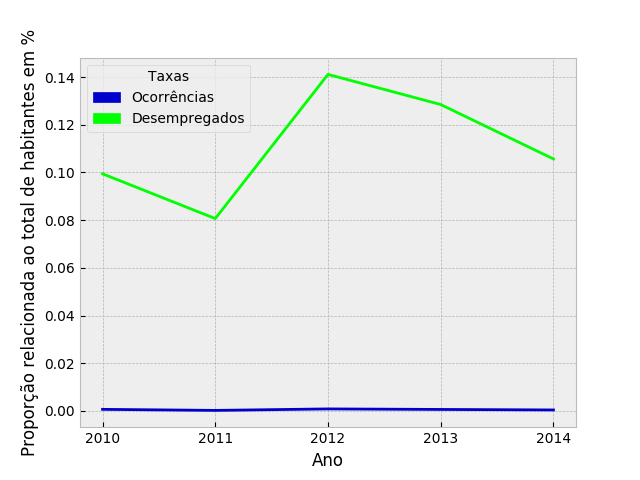 Proporção relacionada ao total de habitantes em %
0.14
0.12
0.10
0.08
0.06
0.04
0.02
0.00
Taxas
Ocorrências
Desempregados
2010 2011 2012 2013 2014
Ano